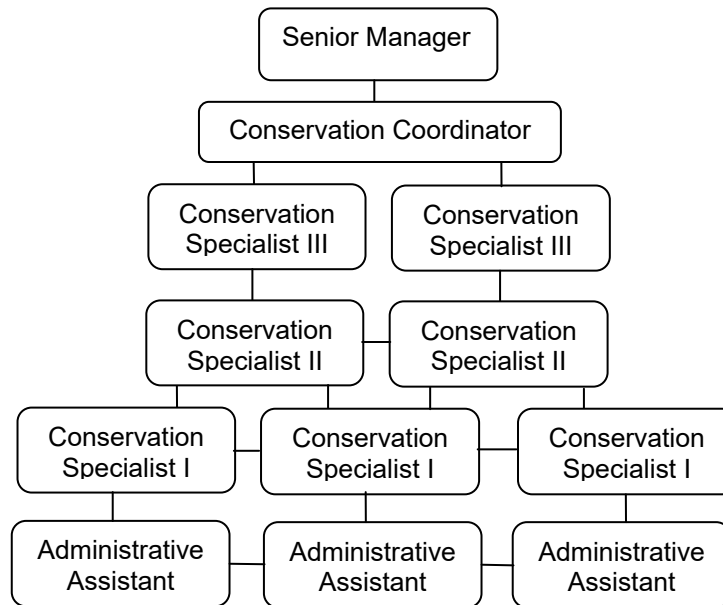 Senior Manager
Conservation Coordinator
Conservation
Specialist III
Conservation
Specialist III
Conservation
Specialist II
Conservation
Specialist II
Conservation
Specialist I
Conservation
Specialist I
Conservation
Specialist I
Administrative
Assistant
Administrative
Assistant
Administrative
Assistant